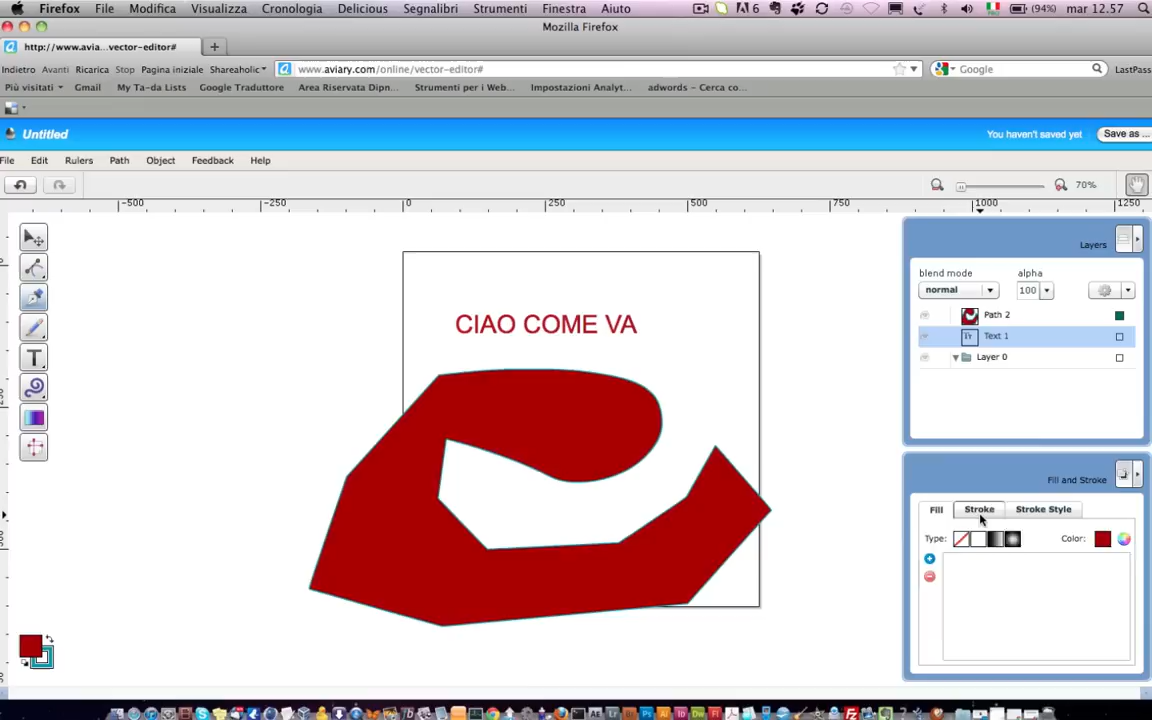 Firefox File Modifica Visualizza Cronologia Delicious Segnalibri Strumenti Finestra Aiuto 6 (94%) mar 12.57
Mozilla Firefox
http://www.avia...vector-editor#
Indietro Avanti Ricarica Stop Pagina iniziale Shareaholic www.aviary.com/online/vector-editor# Google LastPass
Più visitati Gmail My Ta-da Lists Google Traduttore Area Riservata Dipn... Strumenti per i Web... Impostazioni Analyt... adwords - Cerca co...
Untitled You haven't saved yet Save as ...
File Edit Rulers Path Object Feedback Help
70%
-500 -250 0 250 500 750 1000 1250
Layers
blend mode alpha
normal 100
Path 2
Text 1
Layer 0
CIAO COME VA
Fill and Stroke
Fill Stroke Stroke Style
Type: Color: